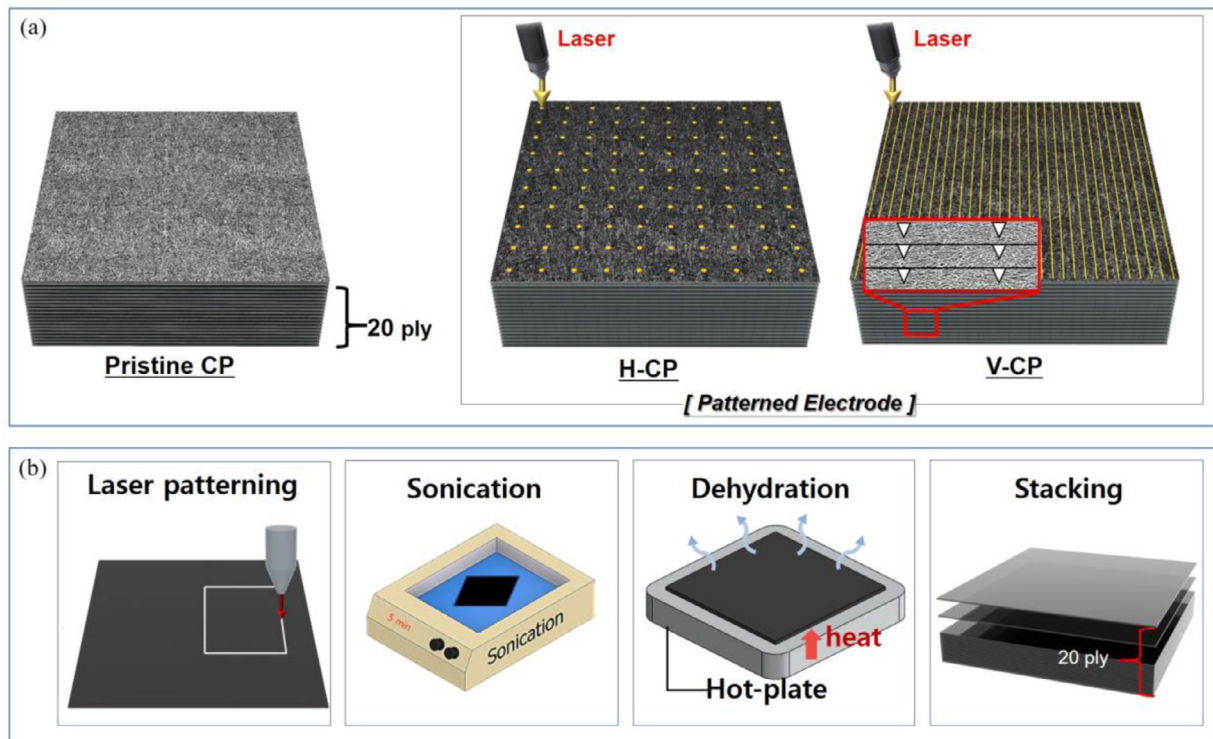 (a)
Laser
Laser
20 ply
Pristine CP
H-CP
V-CP
[ Patterned Electrode ]
(b)
Laser patterning
Sonication
Dehydration
Stacking
5 min
Sonication
heat
Hot-plate
20 ply